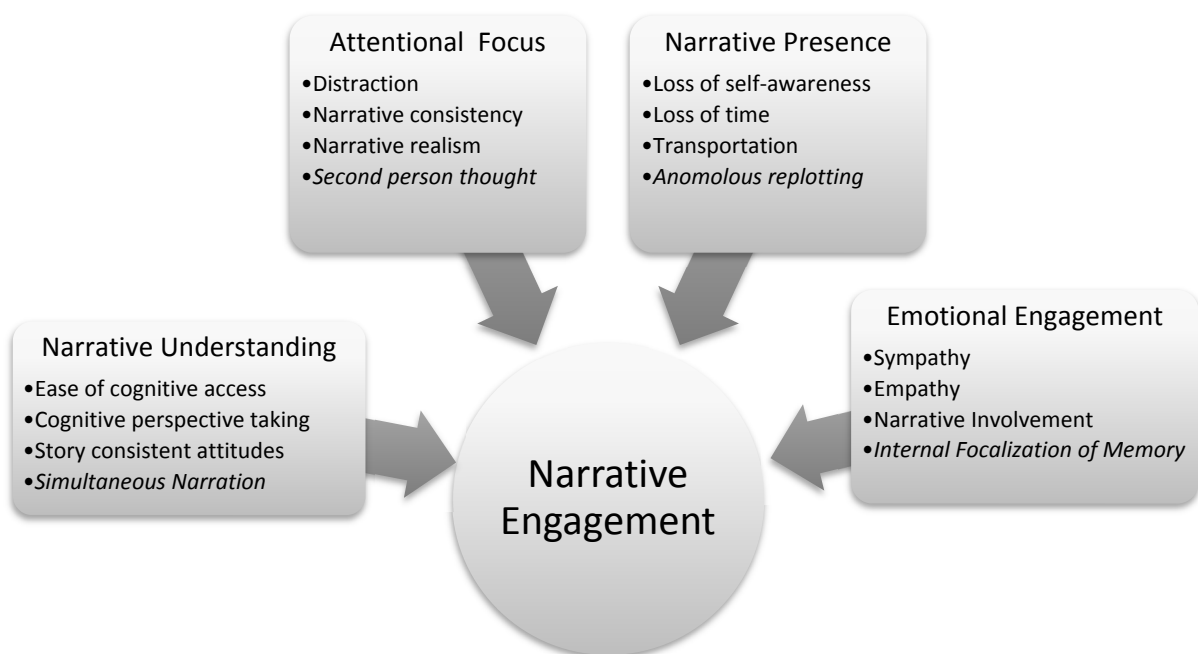 Attentional  Focus
•Distraction
•Narrative consistency
•Narrative realism
•Second person thought
Narrative Presence
•Loss of self-awareness
•Loss of time
•Transportation
•Anomolous replotting
Narrative Understanding
•Ease of cognitive access
•Cognitive perspective taking
•Story consistent attitudes
•Simultaneous Narration
Emotional Engagement
•Sympathy
•Empathy
•Narrative Involvement
•Internal Focalization of Memory
Narrative
Engagement